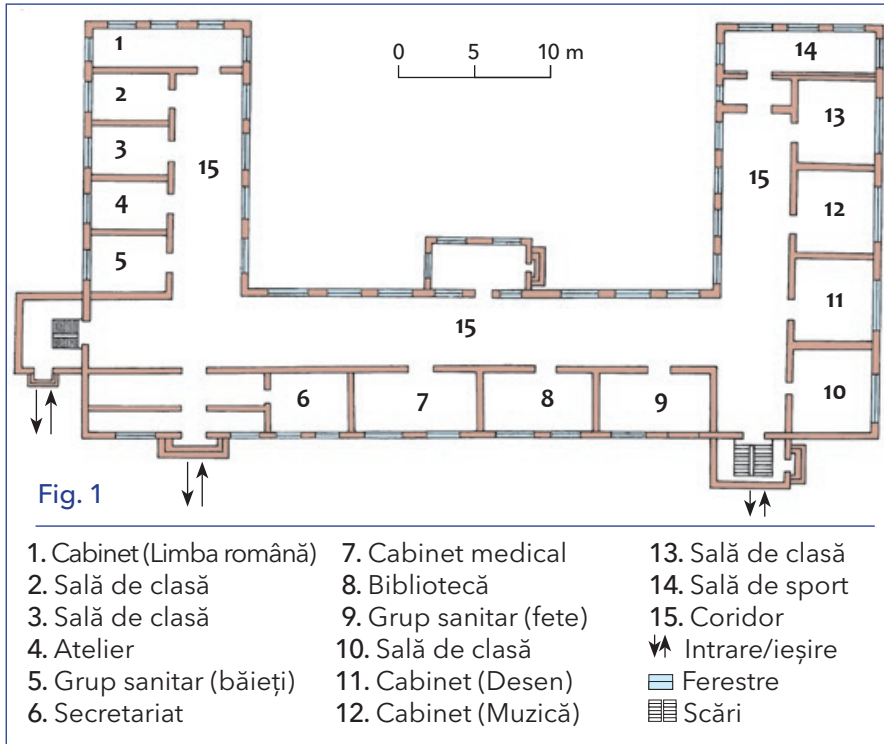 1
0 5 10 m
14
2
13
3
15
15
12
4
5
11
15
10
6
7
8
9
Fig. 1
1. Cabinet (Limba română)
2. Sală de clasă
3. Sală de clasă
4. Atelier
5. Grup sanitar (băieți)
6. Secretariat
7. Cabinet medical
8. Bibliotecă
9. Grup sanitar (fete)
10. Sală de clasă
11. Cabinet (Desen)
12. Cabinet (Muzică)
13. Sală de clasă
14. Sală de sport
15. Coridor
Intrare/ieșire
Ferestre
Scări